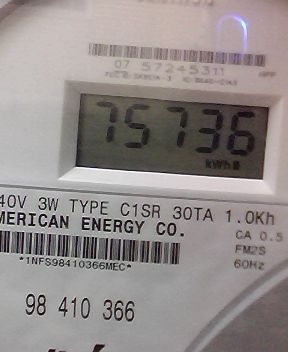 07 57245311
75736
kWh
40V 3W TYPE C1SR 30TA 1.0Kh
MERICAN ENERGY CO.
CA 0.5
FM2S
*1NFS98410366MEC*
60Hz
98 410 366